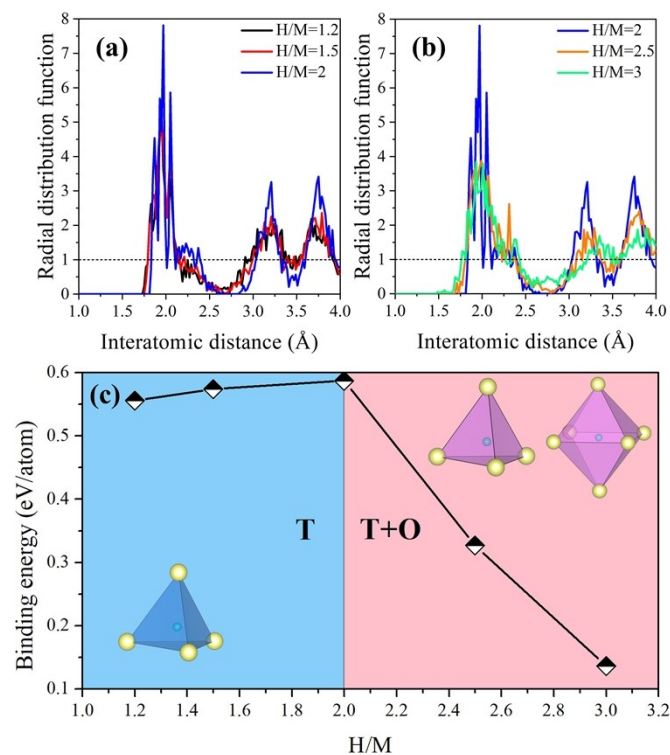 (a)
H/M=1.2
H/M=1.5
H/M=2
Radial distribution function
8
7
6
5
4
3
2
1
0
1.0 1.5 2.0 2.5 3.0 3.5 4.0
Interatomic distance (Å)
(b)
H/M=2
H/M=2.5
H/M=3
Radial distribution function
8
7
6
5
4
3
2
1
0
1.0 1.5 2.0 2.5 3.0 3.5 4.0
Interatomic distance (Å)
(c)
Binding energy (eV/atom)
0.6
0.5
0.4
0.3
0.2
0.1
T
T+O
1.0 1.2 1.4 1.6 1.8 2.0 2.2 2.4 2.6 2.8 3.0 3.2
H/M